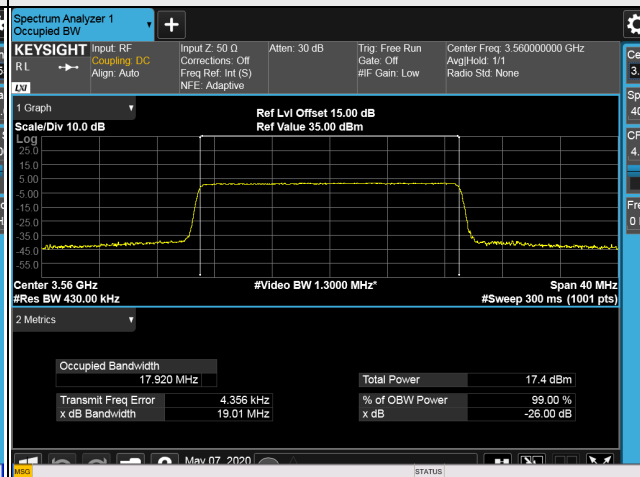 Spectrum Analyzer 1
Occupied BW
+
KEYSIGHT Input: RF Input Z: 50 Ω Atten: 30 dB Trig: Free Run Center Freq: 3.560000000 GHz
RL Coupling: DC Corrections: Off Gate: Off Avg|Hold: 1/1
Align: Auto Freq Ref: Int (S) #IF Gain: Low Radio Std: None
LXI NFE: Adaptive
1 Graph Ref Lvl Offset 15.00 dB
Scale/Div 10.0 dB Ref Value 35.00 dBm
Log
25.0
15.0
5.00
-5.00
-15.0
-25.0
-35.0
-45.0
-55.0
Center 3.56 GHz #Video BW 1.3000 MHz* Span 40 MHz
#Res BW 430.00 kHz #Sweep 300 ms (1001 pts)
2 Metrics
Occupied Bandwidth
17.920 MHz Total Power 17.4 dBm
Transmit Freq Error 4.356 kHz % of OBW Power 99.00 %
x dB Bandwidth 19.01 MHz x dB -26.00 dB
May 07, 2020
MSG STATUS